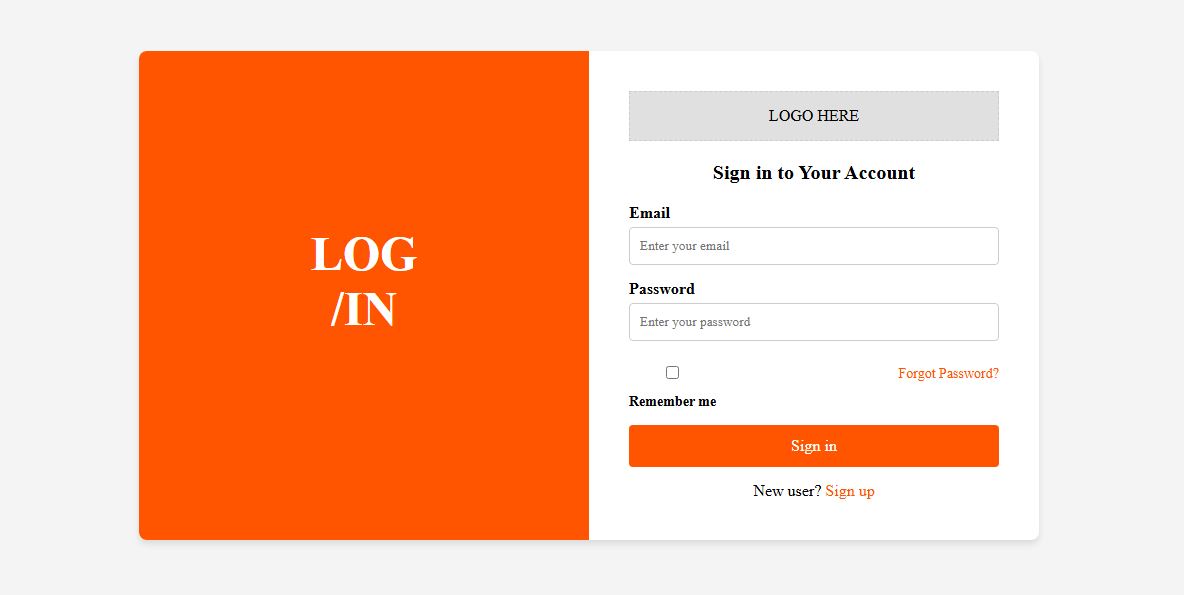 LOG
/IN
LOGO HERE
Sign in to Your Account
Email
Enter your email
Password
Enter your password
Forgot Password?
Remember me
Sign in
New user? Sign up